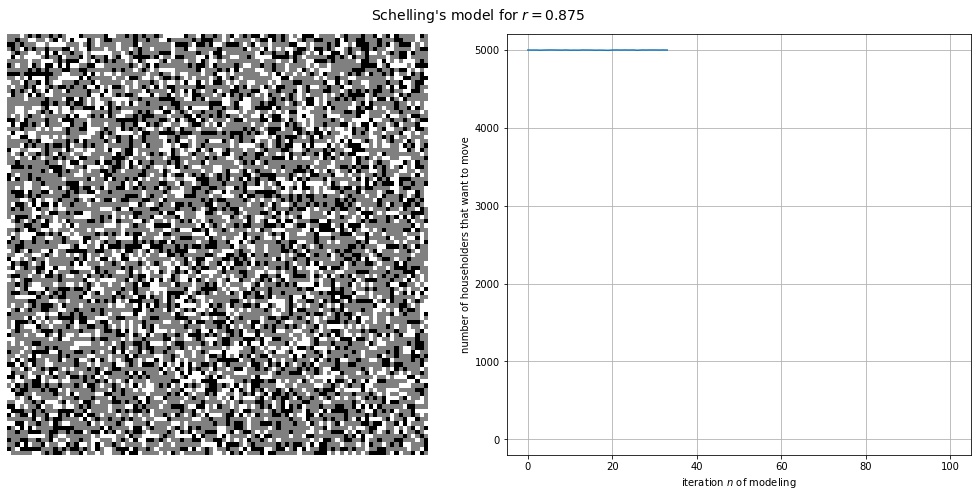 Schelling's model for r = 0.875
number of householders that want to move
5000
4000
3000
2000
1000
0
0 20 40 60 80 100
iteration n of modeling